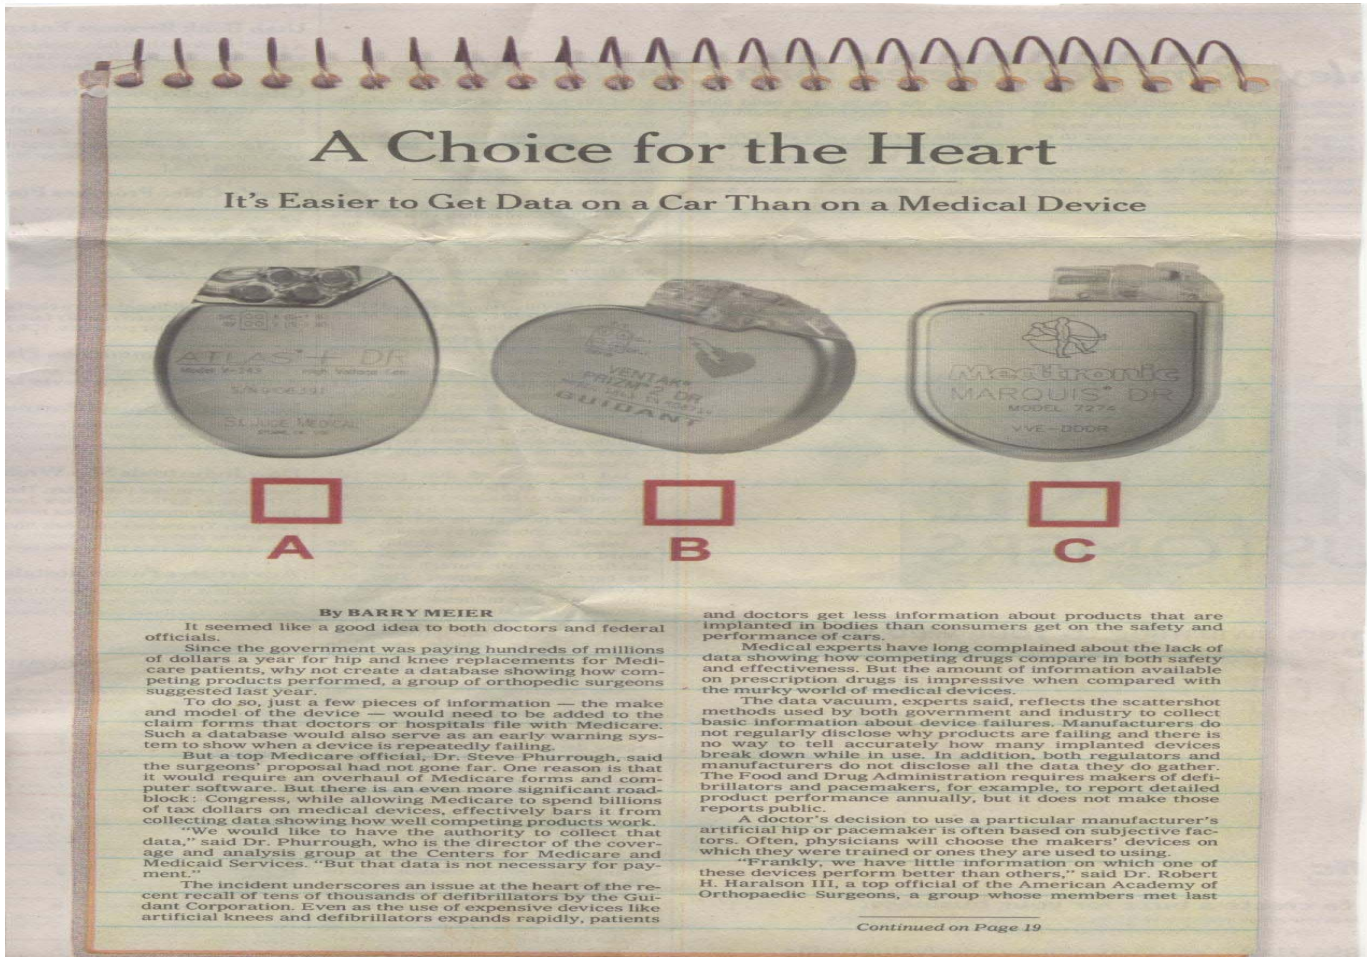 A Choice for the Heart
It's Easier to Get Data on a Car Than on a Medical Device
ATLAS + DR
Model V-243 High Voltage Can
ST. JUDE MEDICAL
VENTAK
PRIZM 2 DR
GUIDANT
Medtronic
MARQUIS DR
MODEL 7274
VVE-DDDR
A
B
C
By BARRY MEIER
It seemed like a good idea to both doctors and federal
officials.
Since the government was paying hundreds of millions
of dollars a year for hip and knee replacements for Medi-
care patients, why not create a database showing how com-
peting products performed, a group of orthopedic surgeons
suggested last year.
To do so, just a few pieces of information — the make
and model of the device — would need to be added to the
claim forms that doctors or hospitals file with Medicare.
Such a database would also serve as an early warning sys-
tem to show when a device is repeatedly failing.
But a top Medicare official, Dr. Steve Phurrough, said
the surgeons' proposal had not gone far. One reason is that
it would require an overhaul of Medicare forms and com-
puter software. But there is an even more significant road-
block: Congress, while allowing Medicare to spend billions
of tax dollars on medical devices, effectively bars it from
collecting data showing how well competing products work.
"We would like to have the authority to collect that
data," said Dr. Phurrough, who is the director of the cover-
age and analysis group at the Centers for Medicare and
Medicaid Services. "But that data is not necessary for pay-
ment."
The incident underscores an issue at the heart of the re-
cent recall of tens of thousands of defibrillators by the Gui-
dant Corporation. Even as the use of expensive devices like
artificial knees and defibrillators expands rapidly, patients
and doctors get less information about products that are
implanted in bodies than consumers get on the safety and
performance of cars.
Medical experts have long complained about the lack of
data showing how competing drugs compare in both safety
and effectiveness. But the amount of information available
on prescription drugs is impressive when compared with
the murky world of medical devices.
The data vacuum, experts said, reflects the scattershot
methods used by both government and industry to collect
basic information about device failures. Manufacturers do
not regularly disclose why products are failing and there is
no way to tell accurately how many implanted devices
break down while in use. In addition, both regulators and
manufacturers do not disclose all the data they do gather.
The Food and Drug Administration requires makers of defi-
brillators and pacemakers, for example, to report detailed
product performance annually, but it does not make those
reports public.
A doctor's decision to use a particular manufacturer's
artificial hip or pacemaker is often based on subjective fac-
tors. Often, physicians will choose the makers' devices on
which they were trained or ones they are used to using.
"Frankly, we have little information on which one of
these devices perform better than others," said Dr. Robert
H. Haralson III, a top official of the American Academy of
Orthopaedic Surgeons, a group whose members met last
Continued on Page 19